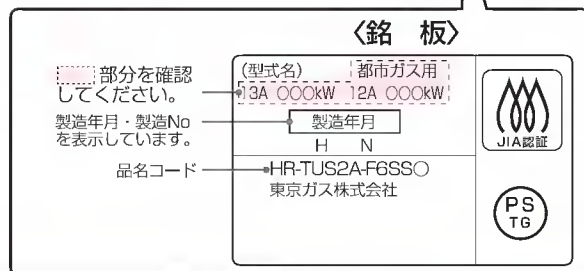 〈銘 板〉
部分を確認
してください。
製造年月・製造No
を表示しています。
品名コード
(型式名) 都市ガス用
13A ○○○kW 12A ○○○kW
製造年月
H N
HR-TUS2A-F6SS○
東京ガス株式会社
JIA認証
PS
TG